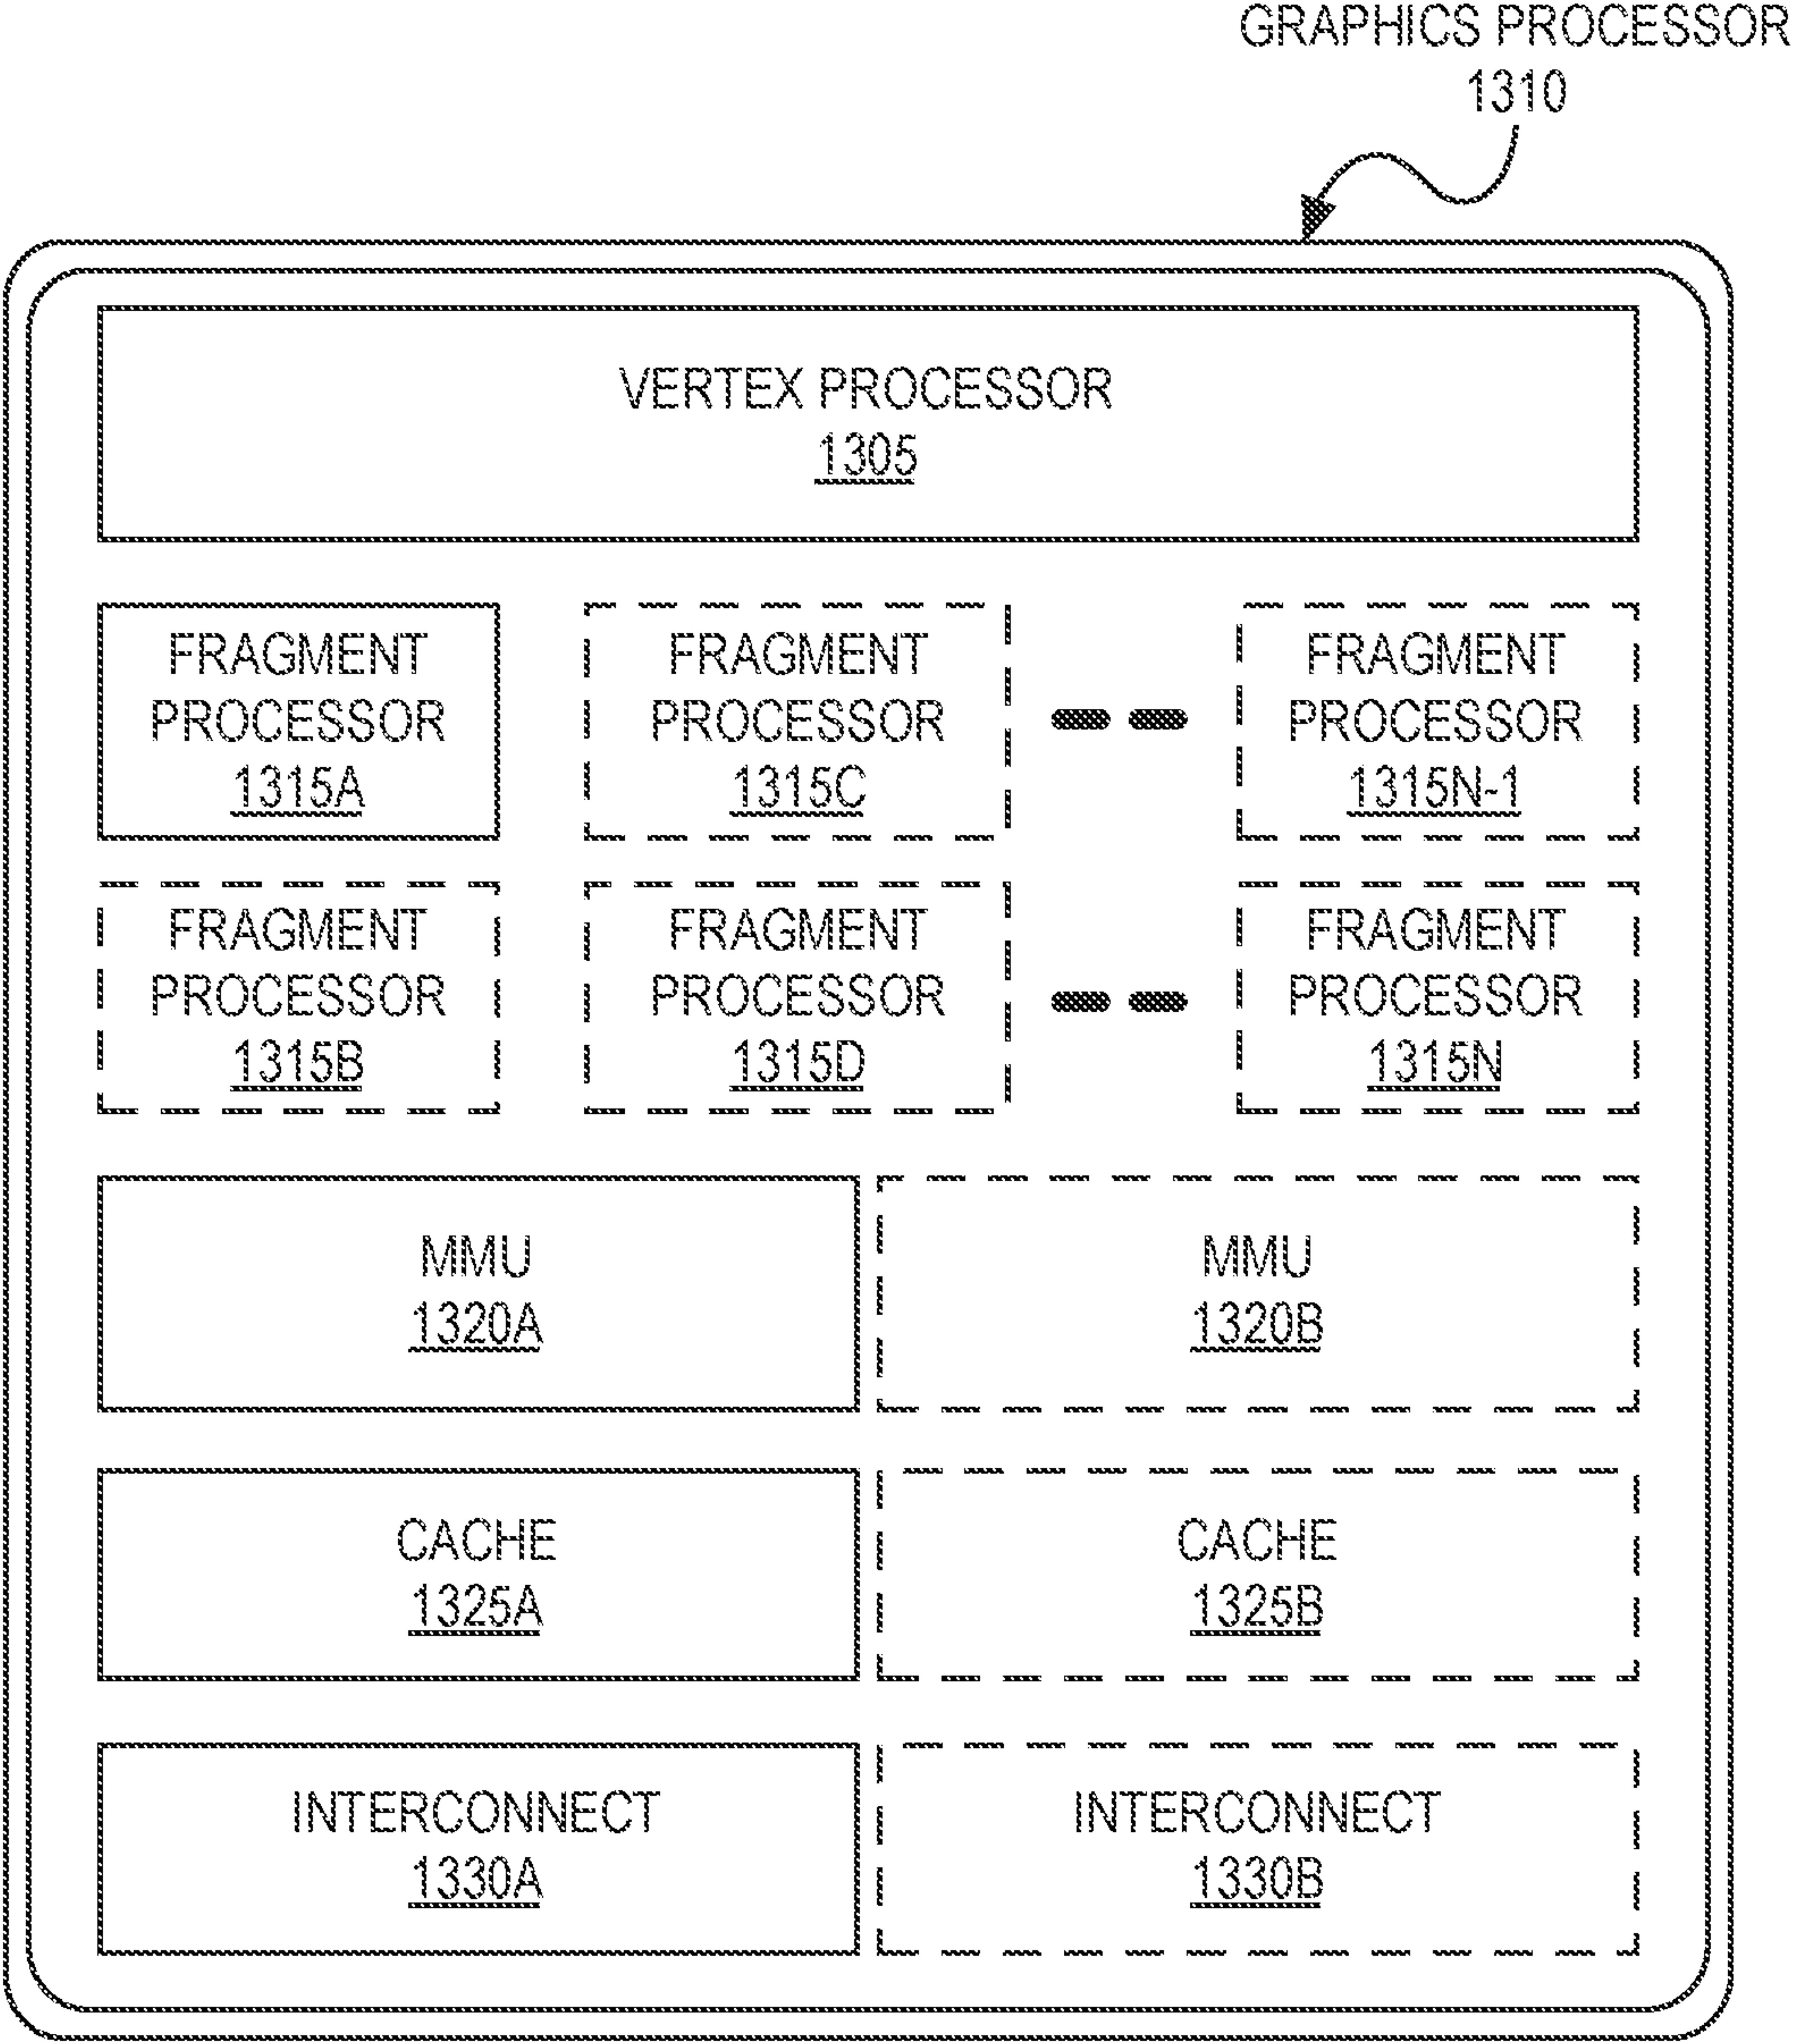 GRAPHICS PROCESSOR
1310
VERTEX PROCESSOR
1305
FRAGMENT
PROCESSOR
1315A
FRAGMENT
PROCESSOR
1315C
FRAGMENT
PROCESSOR
1315N-1
FRAGMENT
PROCESSOR
1315B
FRAGMENT
PROCESSOR
1315D
FRAGMENT
PROCESSOR
1315N
MMU
1320A
MMU
1320B
CACHE
1325A
CACHE
1325B
INTERCONNECT
1330A
INTERCONNECT
1330B